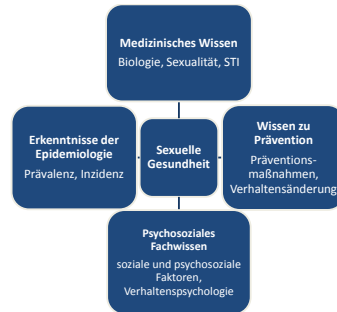 Medizinisches Wissen
Biologie, Sexualität, STI
Erkenntnisse der
Epidemiologie
Prävalenz, Inzidenz
Sexuelle
Gesundheit
Wissen zu
Prävention
Präventions-
maßnahmen,
Verhaltensänderung
Psychosoziales
Fachwissen
soziale und psychosoziale
Faktoren,
Verhaltenspsychologie